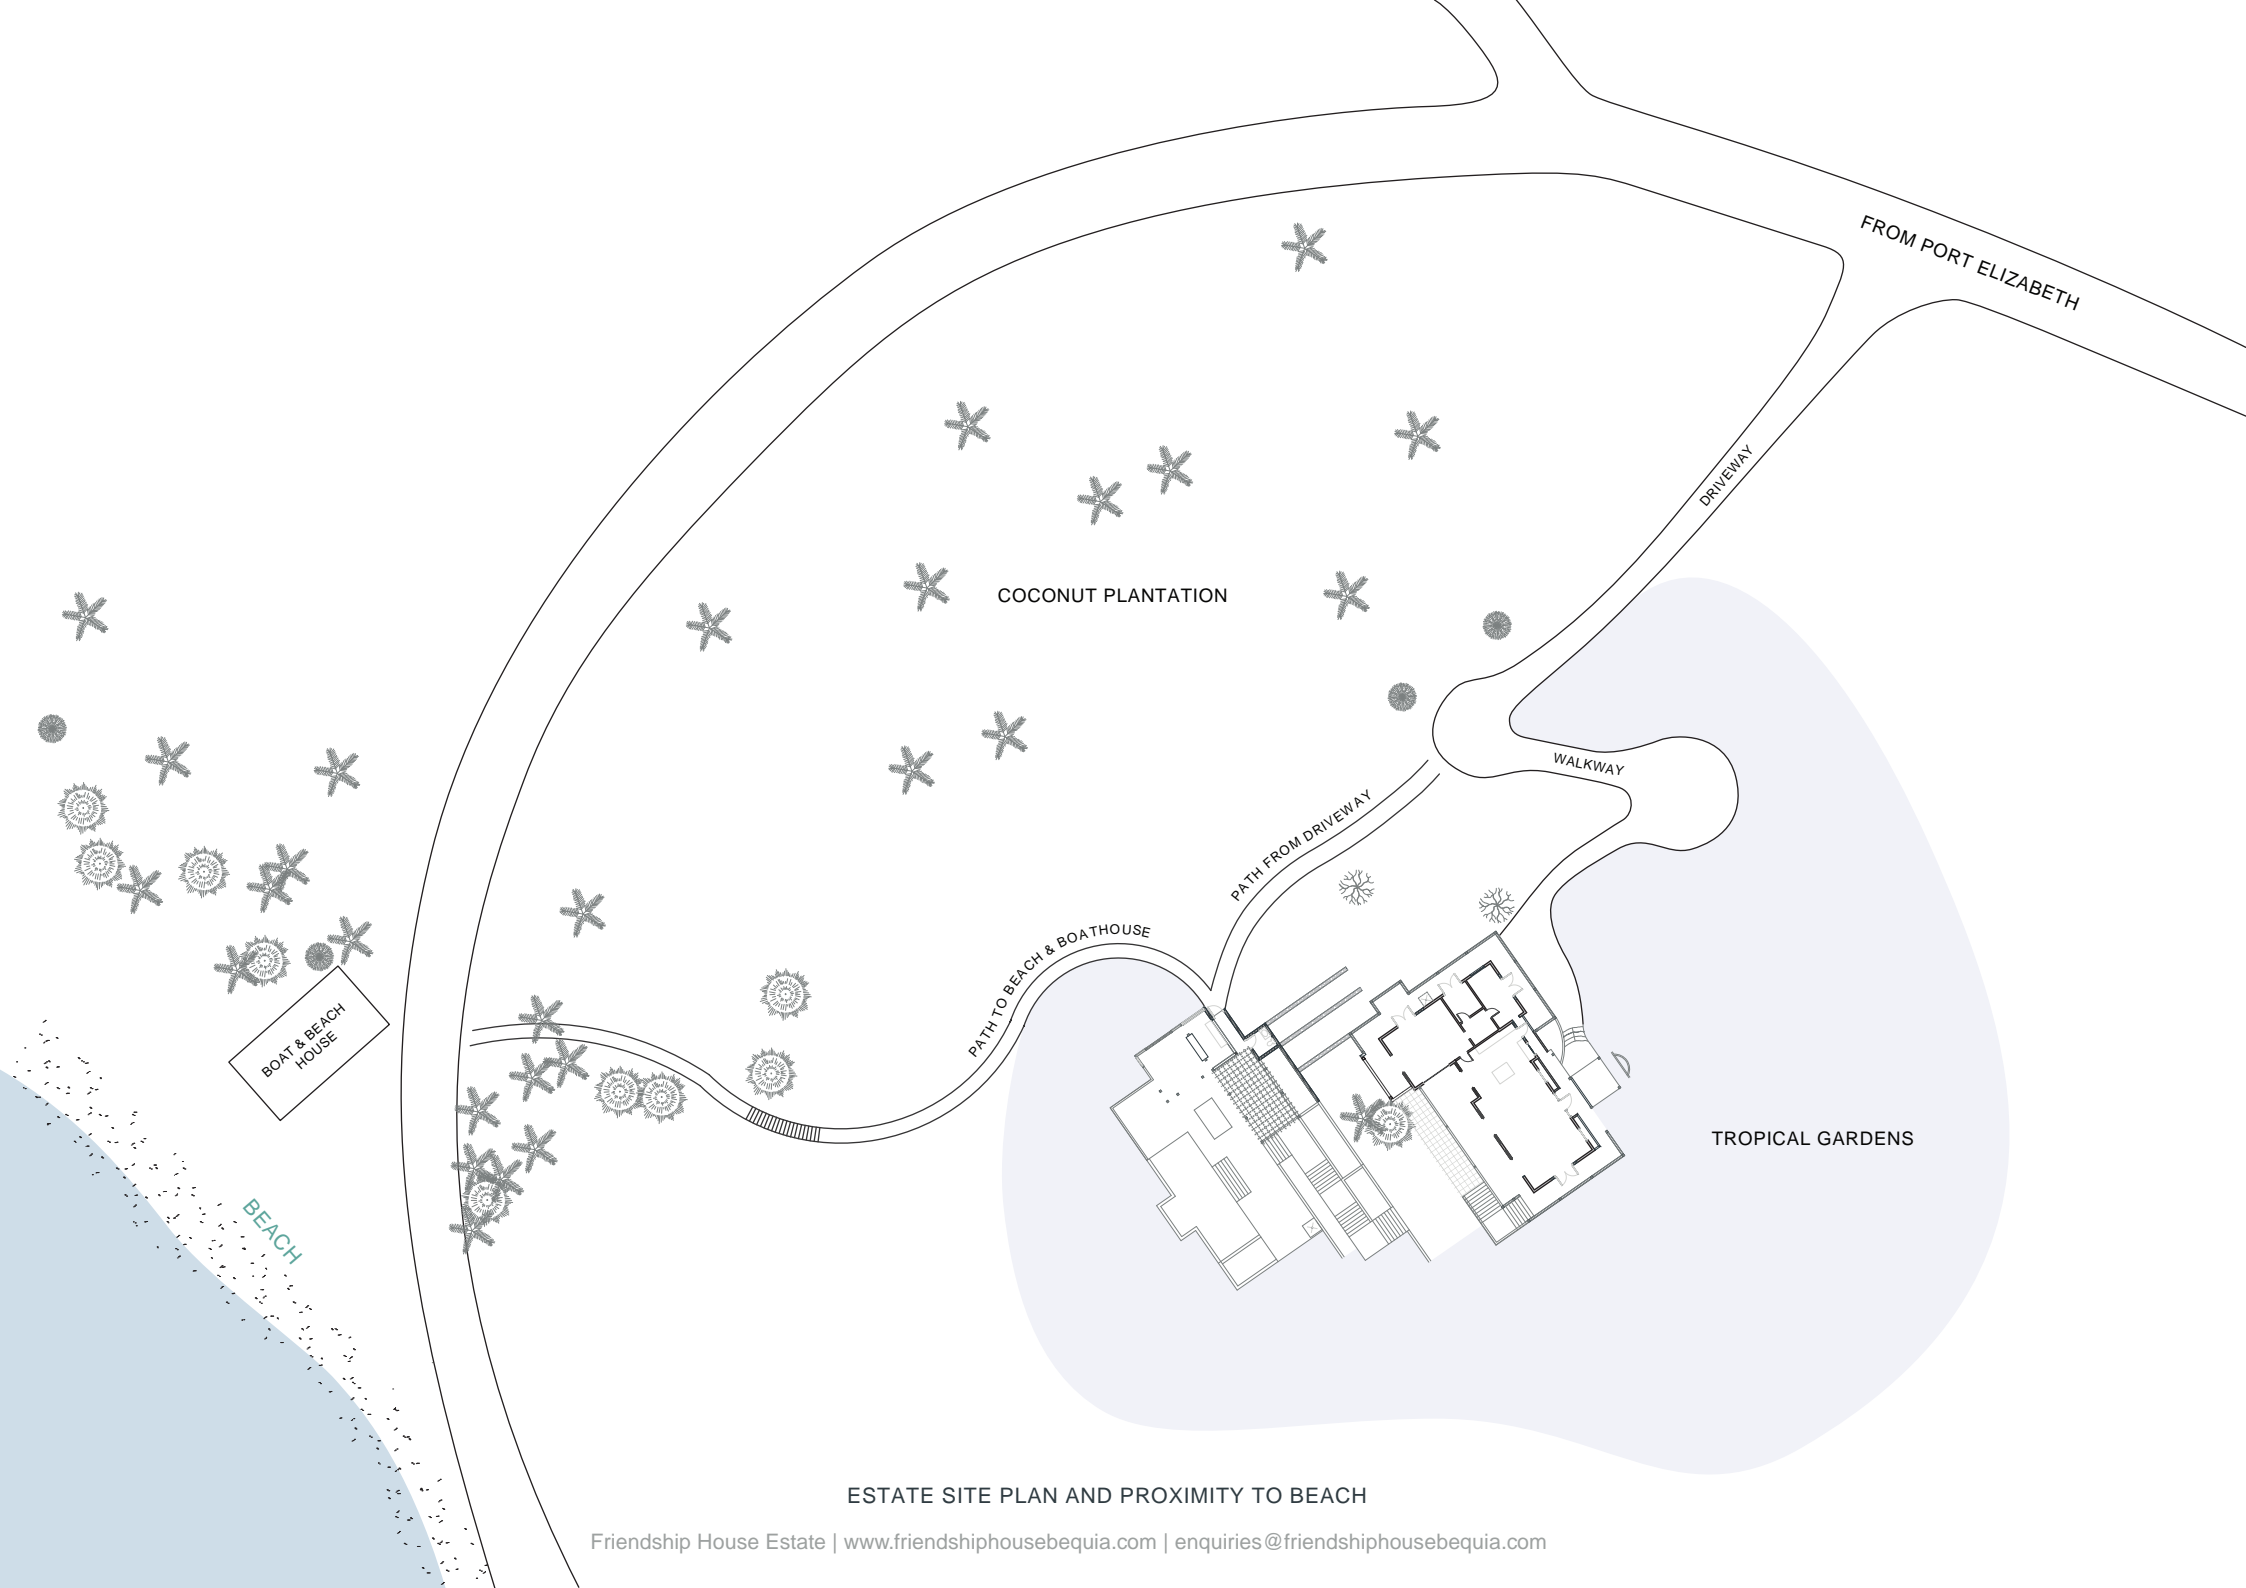 FROM PORT ELIZABETH
DRIVEWAY
COCONUT PLANTATION
WALKWAY
PATH FROM DRIVEWAY
PATH TO BEACH & BOATHOUSE
BOAT & BEACH
HOUSE
BEACH
TROPICAL GARDENS
ESTATE SITE PLAN AND PROXIMITY TO BEACH
Friendship House Estate | www.friendshiphousebequia.com | enquiries@friendshiphousebequia.com